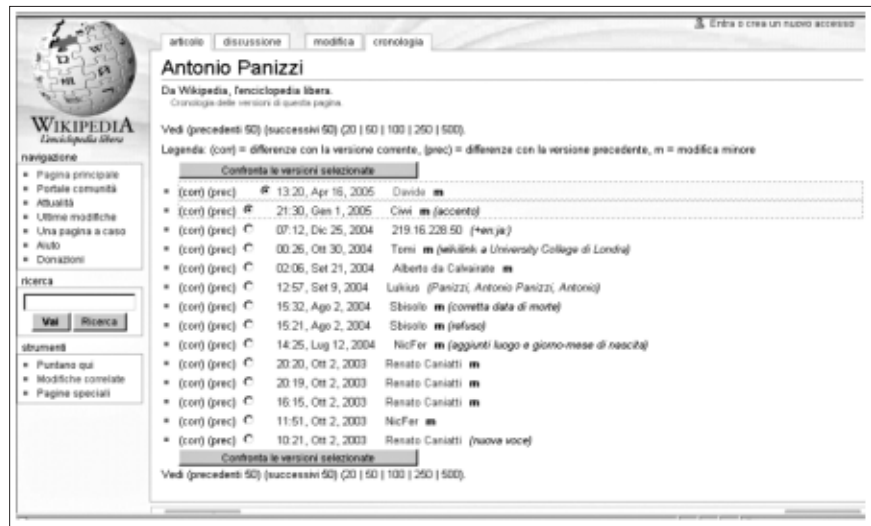 Entra o crea un nuovo accesso
articolo discussione modifica cronologia
Antonio Panizzi
Da Wikipedia, l'enciclopedia libera.
Cronologia delle versioni di questa pagina
Vedi (precedenti 50) (successivi 50) (20 | 50 | 100 | 250 | 500).
Legenda: (corr) = differenze con la versione corrente, (prec) = differenze con la versione precedente, m = modifica minore
Confronta le versioni selezionate
(corr) (prec) 13:20, Apr 16, 2005 Davide m
(corr) (prec) 21:30, Gen 1, 2005 Ciwi m (accento)
(corr) (prec) 07:12, Dic 25, 2004 219.16.228.50 (+en:ja:)
(corr) (prec) 00:26, Ott 30, 2004 Tomi m (wikilink a University College di Londra)
(corr) (prec) 02:06, Set 21, 2004 Alberto da Calvairate m
(corr) (prec) 12:57, Set 9, 2004 Lukius (Panizzi, Antonio Panizzi, Antonio)
(corr) (prec) 15:32, Ago 2, 2004 Sbisolo m (corretta data di morte)
(corr) (prec) 15:21, Ago 2, 2004 Sbisolo m (refuso)
(corr) (prec) 14:25, Lug 12, 2004 NicFer m (aggiunti luogo e giorno-mese di nascita)
(corr) (prec) 20:20, Ott 2, 2003 Renato Caniatti m
(corr) (prec) 20:19, Ott 2, 2003 Renato Caniatti m
(corr) (prec) 16:15, Ott 2, 2003 Renato Caniatti m
(corr) (prec) 11:51, Ott 2, 2003 NicFer m
(corr) (prec) 10:21, Ott 2, 2003 Renato Caniatti (nuova voce)
Confronta le versioni selezionate
Vedi (precedenti 50) (successivi 50) (20 | 50 | 100 | 250 | 500).
WIKIPEDIA
L'enciclopedia libera
navigazione
Pagina principale
Portale comunità
Attualità
Ultime modifiche
Una pagina a caso
Aiuto
Donazioni
ricerca
Vai Ricerca
strumenti
Puntano qui
Modifiche correlate
Pagine speciali